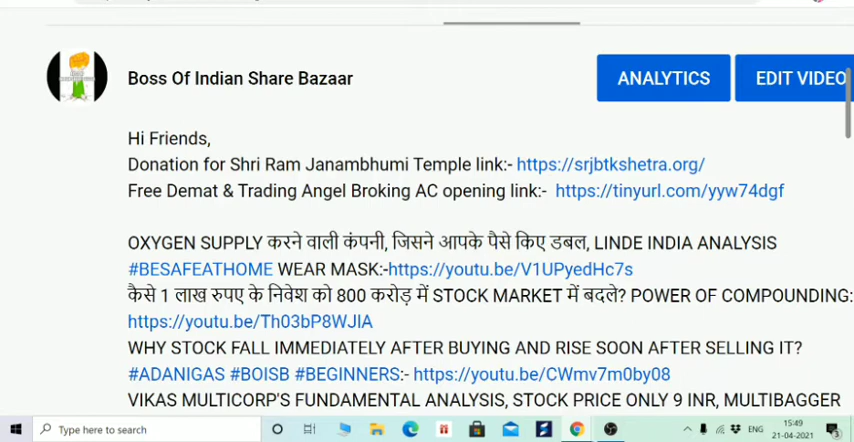 Boss Of Indian Share Bazaar
ANALYTICS
EDIT VIDEO
Hi Friends,
Donation for Shri Ram Janambhumi Temple link:- https://srjbtkshetra.org/
Free Demat & Trading Angel Broking AC opening link:- https://tinyurl.com/yyw74dgf
OXYGEN SUPPLY करने वाली कंपनी, जिसने आपके पैसे किए डबल, LINDE INDIA ANALYSIS
#BESAFEATHOME WEAR MASK:-https://youtu.be/V1UPyedHc7s
कैसे 1 लाख रुपए के निवेश को 800 करोड़ में STOCK MARKET में बदले? POWER OF COMPOUNDING:
https://youtu.be/Th03bP8WJIA
WHY STOCK FALL IMMEDIATELY AFTER BUYING AND RISE SOON AFTER SELLING IT?
#ADANIGAS #BOISB #BEGINNERS:- https://youtu.be/CWmv7m0by08
VIKAS MULTICORP'S FUNDAMENTAL ANALYSIS, STOCK PRICE ONLY 9 INR, MULTIBAGGER
Type here to search
ENG
15:49
21-04-2021